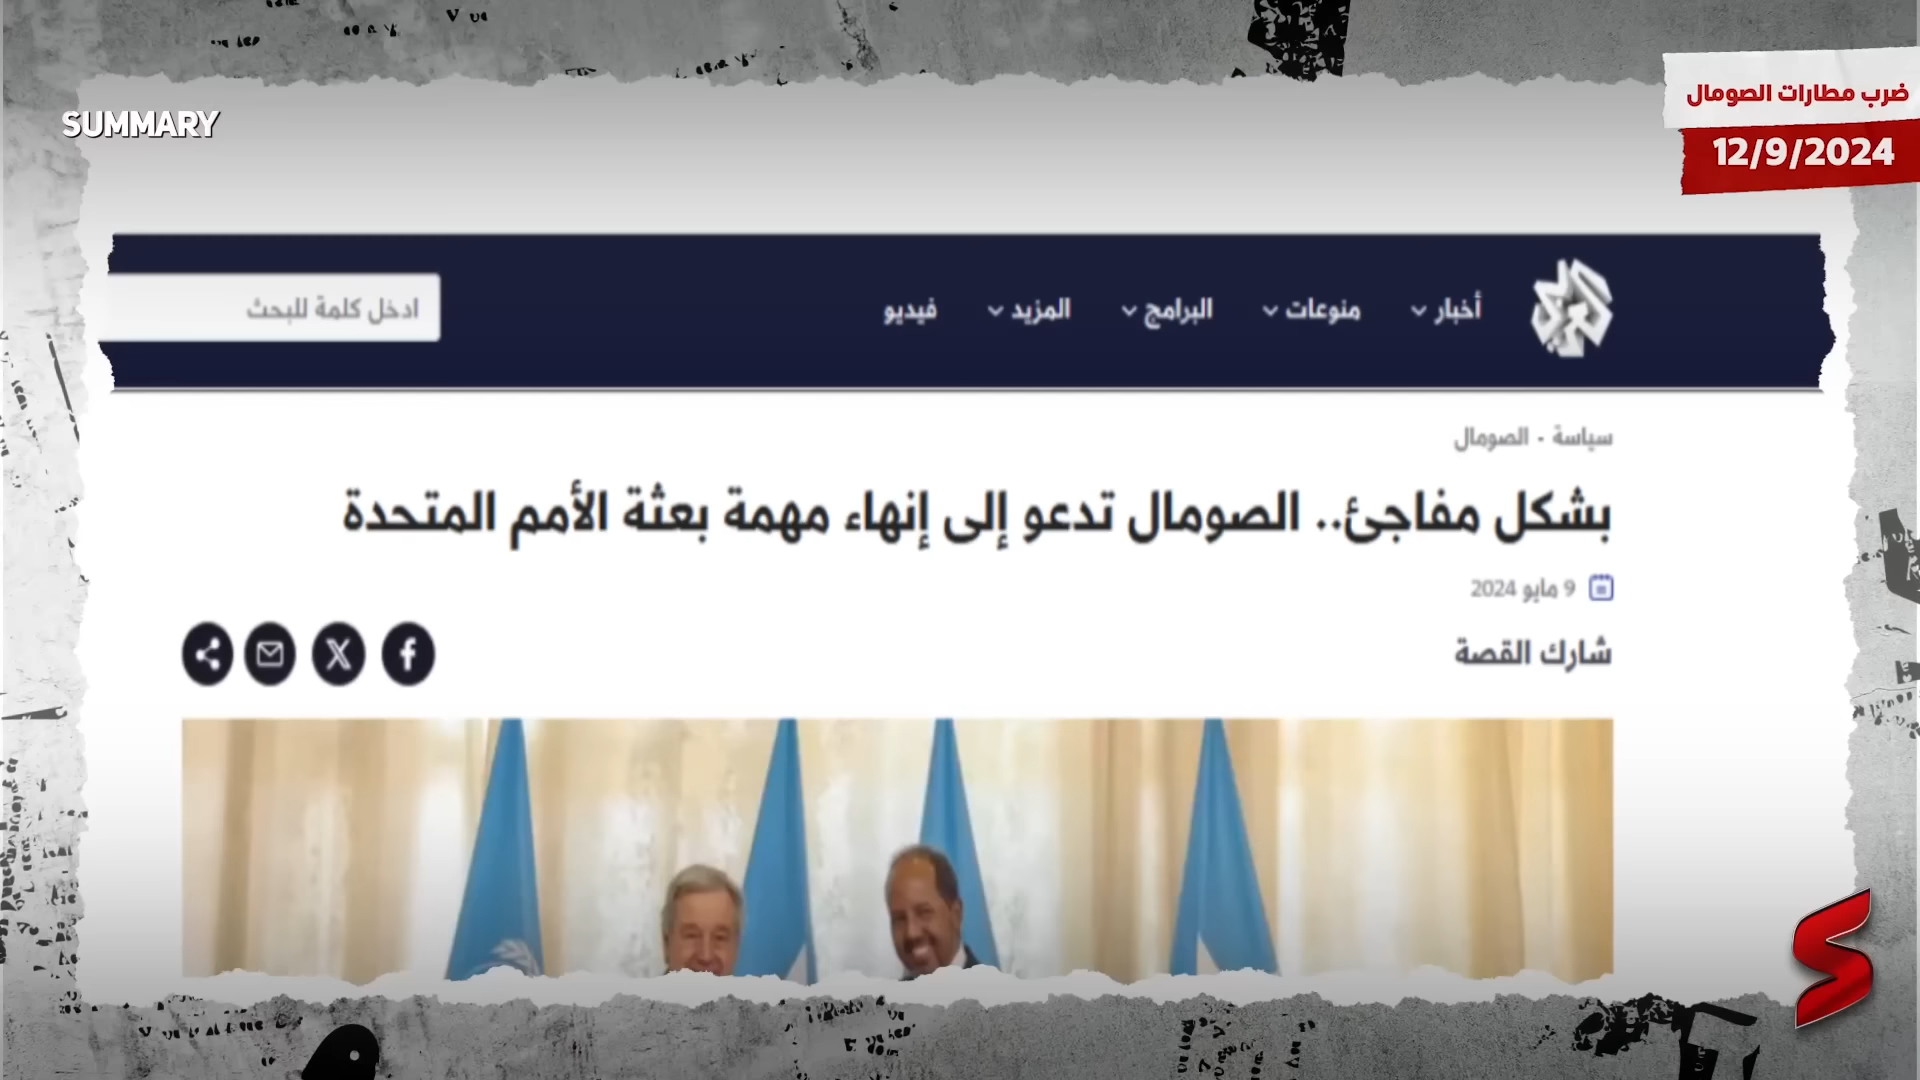 SUMMARY
ضرب مطارات الصومال
12/9/2024
أخبار
منوعات
البرامج
المزيد
فيديو
ادخل كلمة للبحث
سياسة - الصومال
بشكل مفاجئ.. الصومال تدعو إلى إنهاء مهمة بعثة الأمم المتحدة
9 مايو 2024
شارك القصة